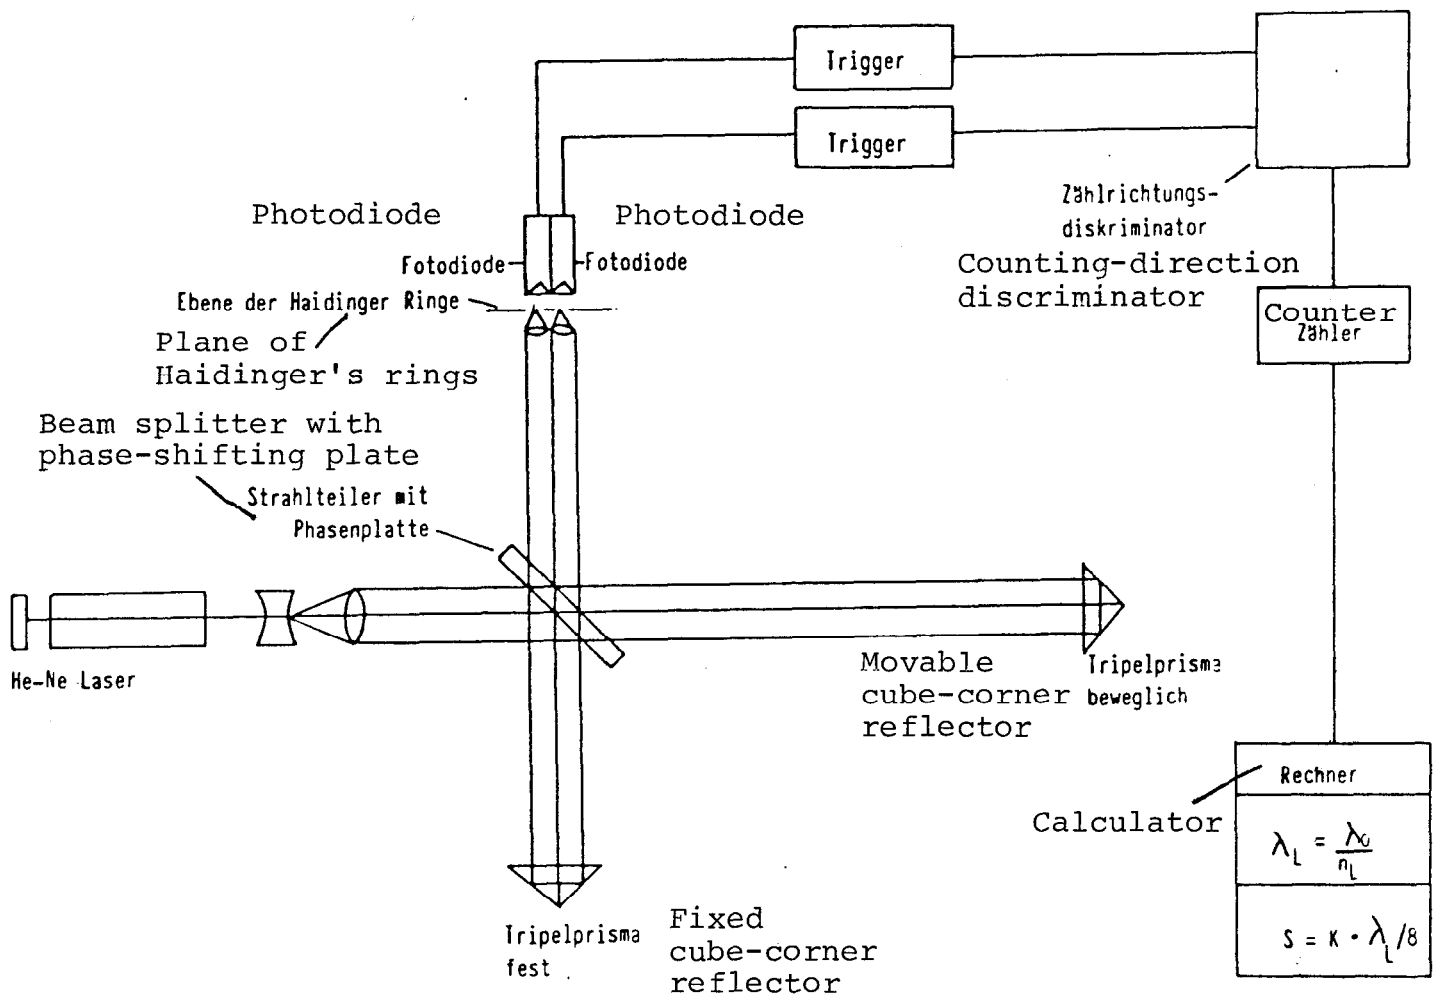 Trigger
Trigger
Zählrichtungs-
diskriminator
Counting-direction
discriminator
Photodiode
Photodiode
Fotodiode
Fotodiode
Ebene der Haidinger Ringe
Plane of
Haidinger's rings
Counter
Zähler
Beam splitter with
phase-shifting plate
Strahlteiler mit
Phasenplatte
He-Ne Laser
Movable
cube-corner
reflector
Tripelprisma
beweglich
Rechner
Calculator
λL = λ0/nL
S = K · λL/8
Tripelprisma
fest
Fixed
cube-corner
reflector